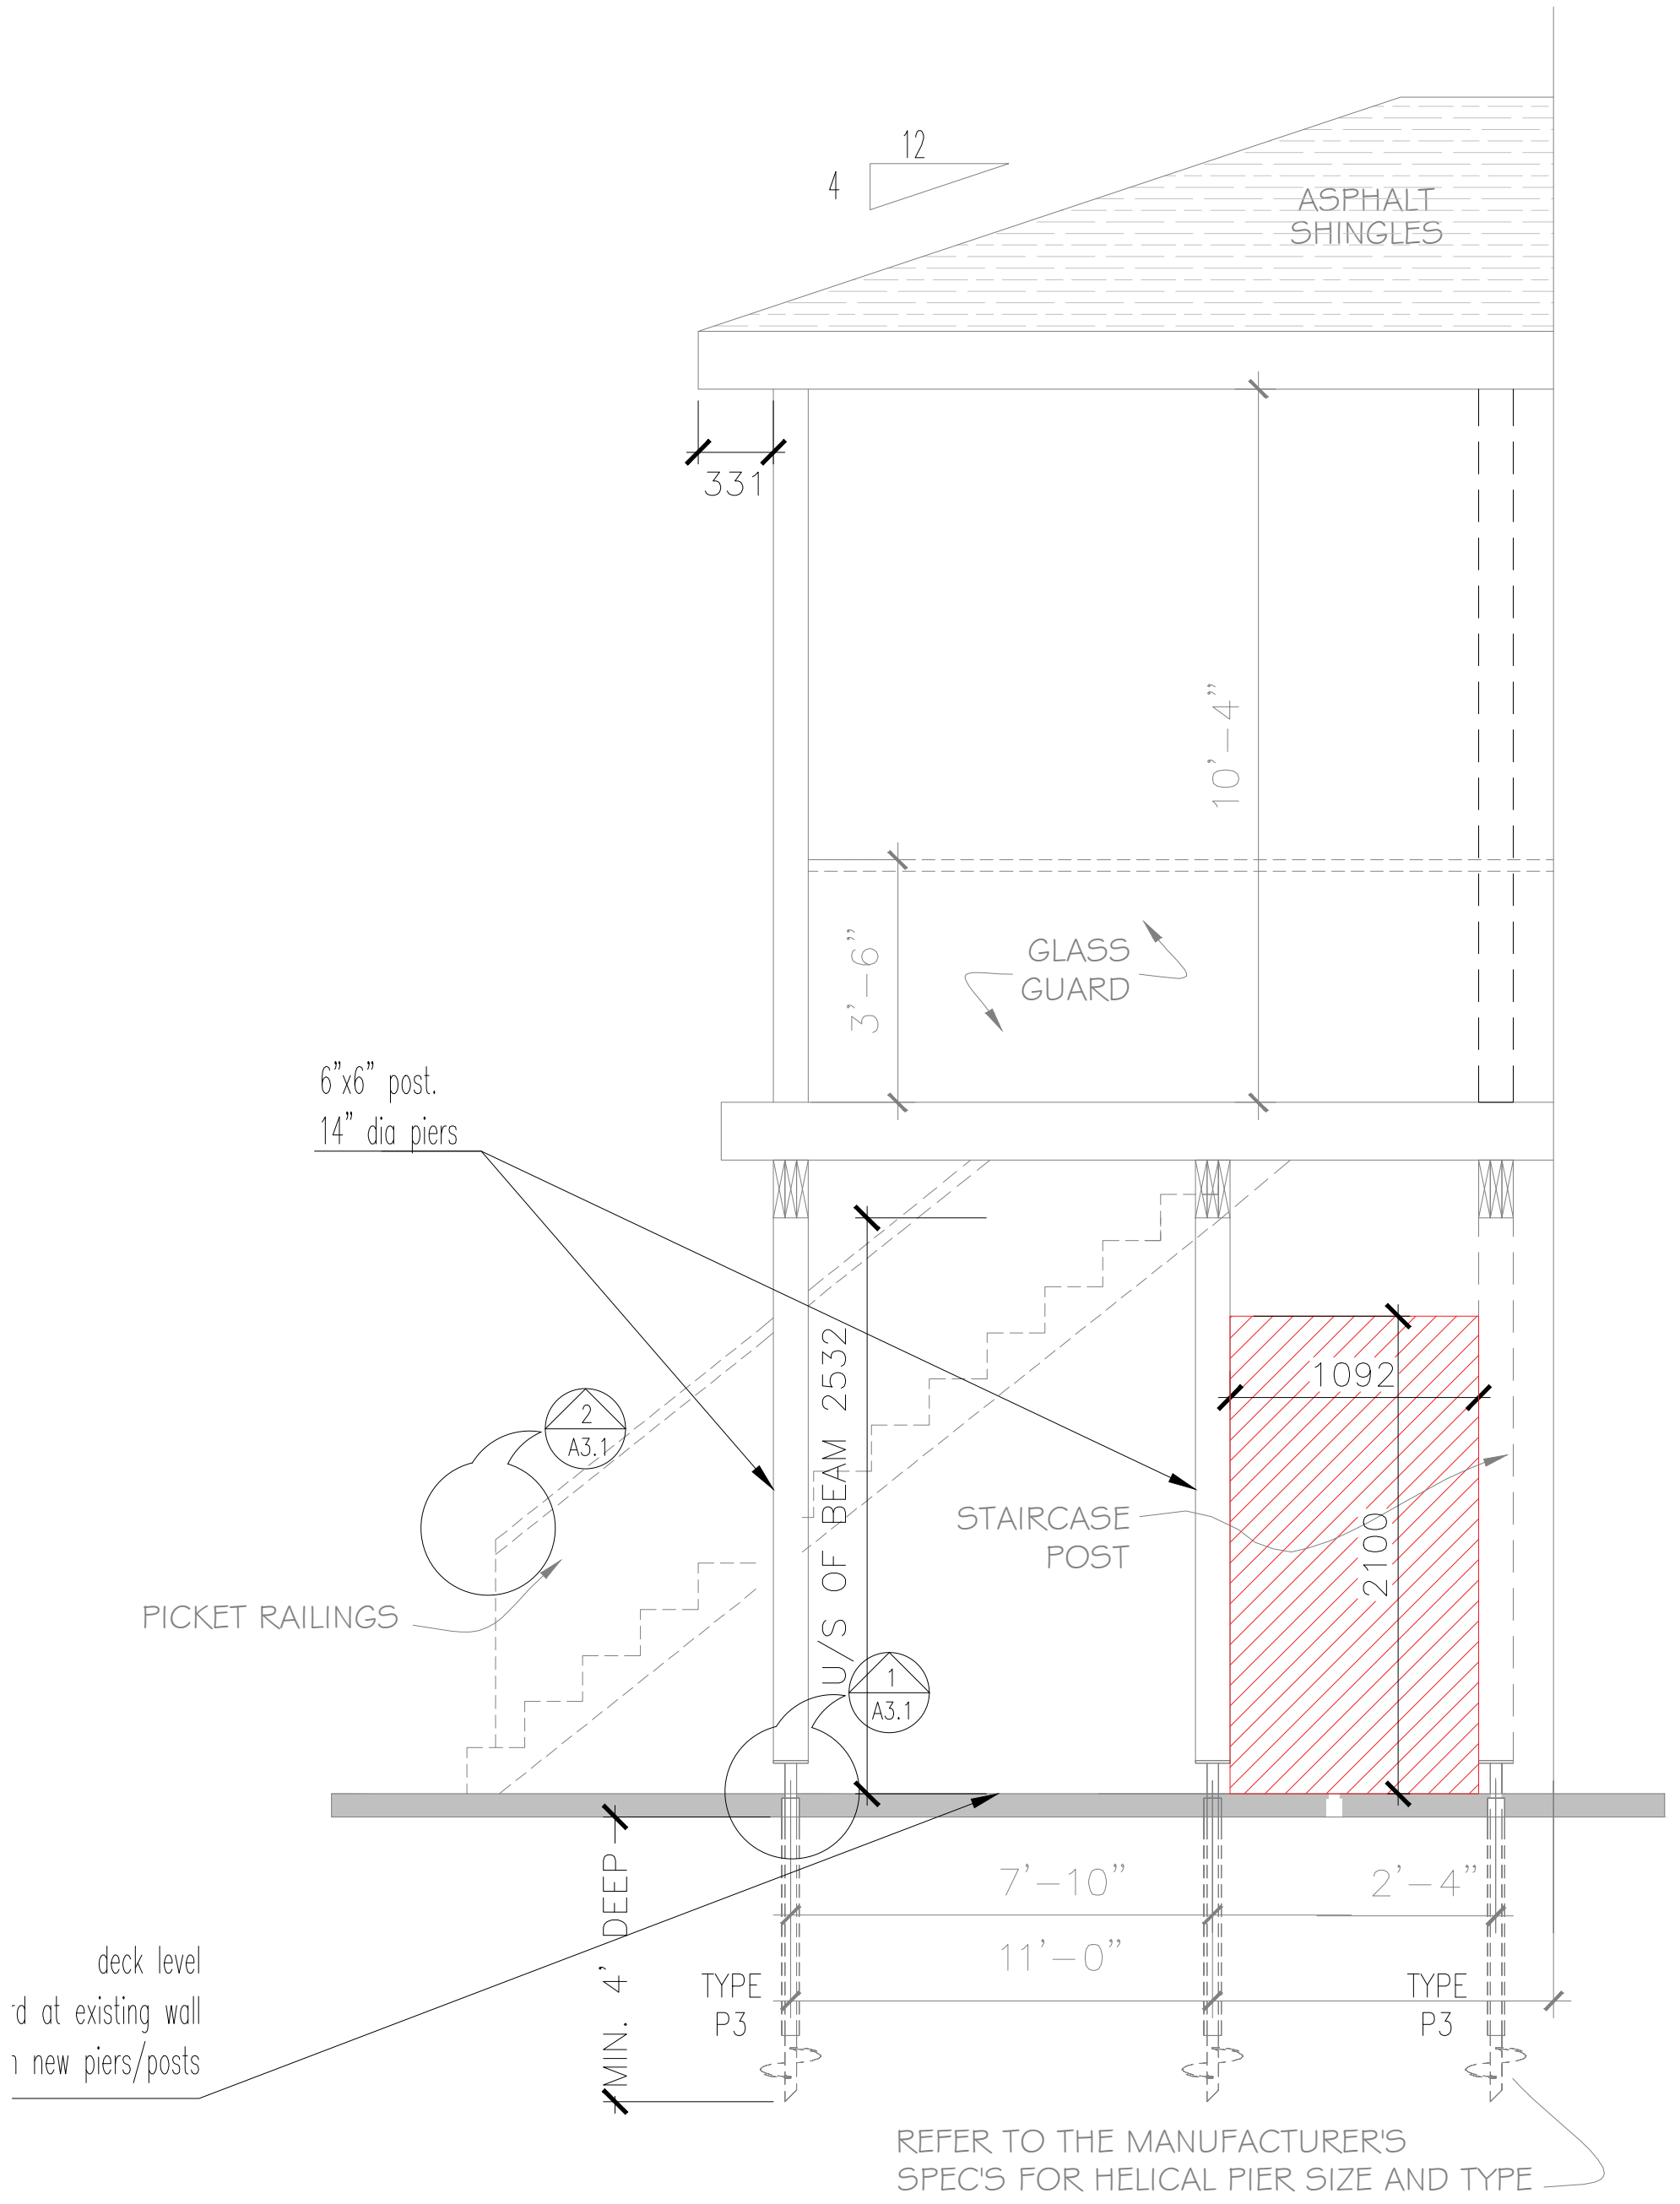 12
4
ASPHALT
SHINGLES
331
10'-4"
3'-6"
GLASS
GUARD
6"x6" post.
14" dia piers
U/S OF BEAM 2532
1092
2100
2
A3.1
STAIRCASE
POST
PICKET RAILINGS
1
A3.1
MIN. 4' DEEP
7'-10"
2'-4"
11'-0"
deck level
at existing wall
new piers/posts
TYPE
P3
TYPE
P3
REFER TO THE MANUFACTURER'S
SPEC'S FOR HELICAL PIER SIZE AND TYPE